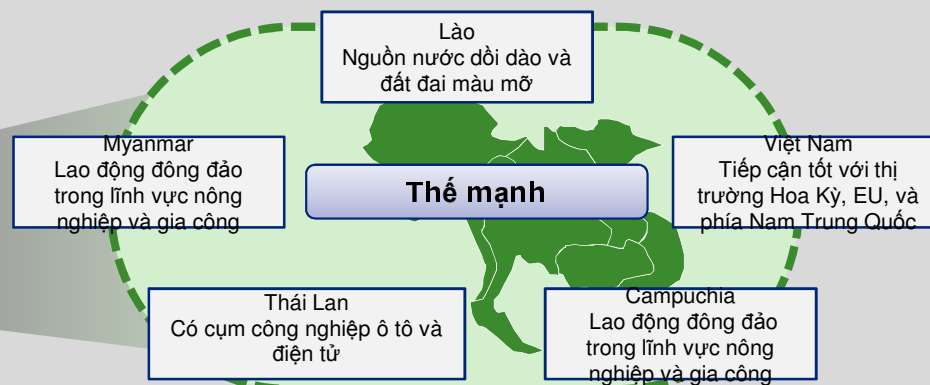 Lào
Nguồn nước dồi dào và
đất đai màu mỡ
Myanmar
Lao động đông đảo
trong lĩnh vực nông
nghiệp và gia công
Thế mạnh
Việt Nam
Tiếp cận tốt với thị
trường Hoa Kỳ, EU, và
phía Nam Trung Quốc
Thái Lan
Có cụm công nghiệp ô tô và
điện tử
Campuchia
Lao động đông đảo
trong lĩnh vực nông
nghiệp và gia công